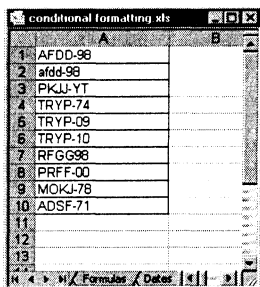 conditional formatting.xls
A B
1 AFDD-98
2 afdd-98
3 PKJJ-YT
4 TRYP-74
5 TRYP-09
6 TRYP-10
7 RFGG98
8 PRFF-00
9 MOKJ-78
10 ADSF-71
11
12
13
Formulas Dates